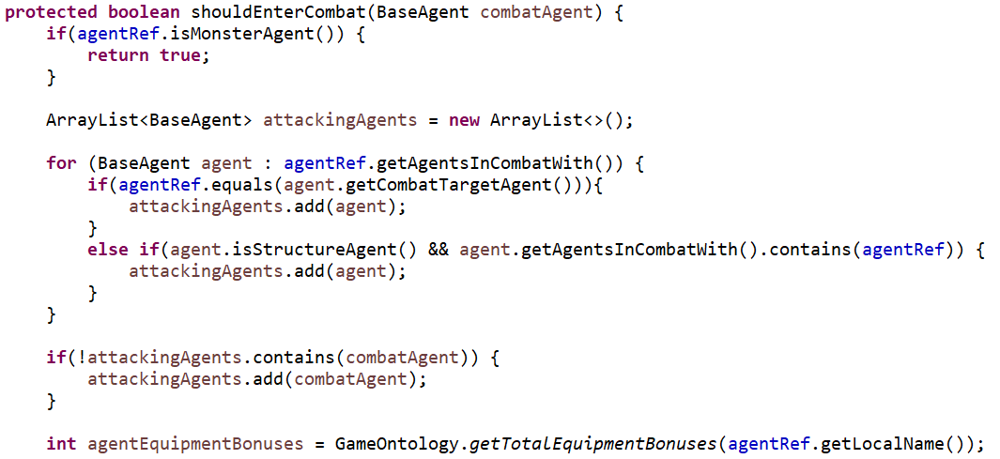 protected boolean shouldEnterCombat(BaseAgent combatAgent) {
    if(agentRef.isMonsterAgent()) {
        return true;
    }

    ArrayList<BaseAgent> attackingAgents = new ArrayList<>();

    for (BaseAgent agent : agentRef.getAgentsInCombatWith()) {
        if(agentRef.equals(agent.getCombatTargetAgent())){
            attackingAgents.add(agent);
        }
        else if(agent.isStructureAgent() && agent.getAgentsInCombatWith().contains(agentRef)) {
            attackingAgents.add(agent);
        }
    }

    if(!attackingAgents.contains(combatAgent)) {
        attackingAgents.add(combatAgent);
    }

    int agentEquipmentBonuses = GameOntology.getTotalEquipmentBonuses(agentRef.getLocalName());